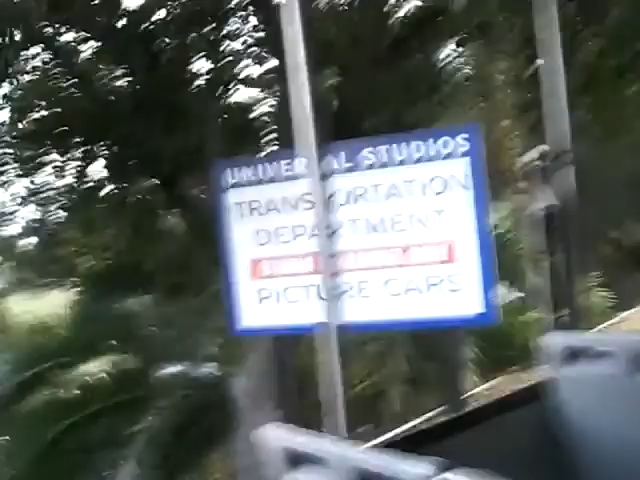 UNIVERSAL STUDIOS
TRANSPORTATION
DEPARTMENT
PICTURE CARS